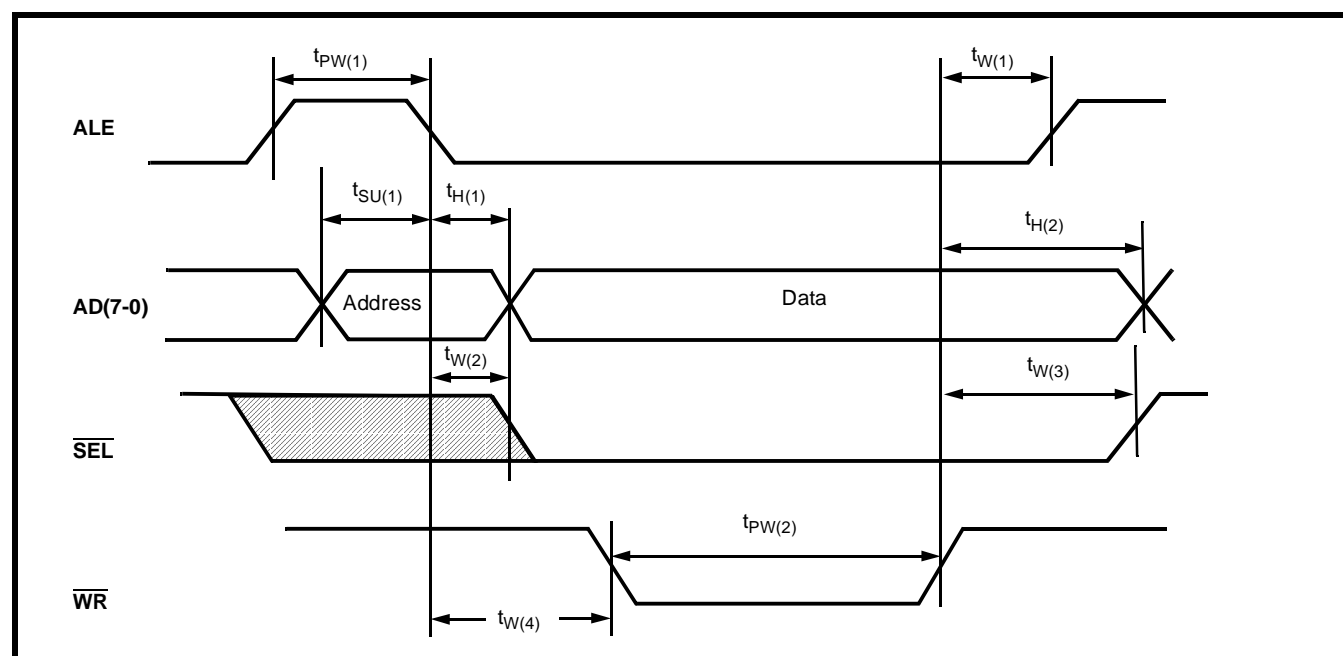 tPW(1)
tW(1)
ALE
tSU(1)
tH(1)
tH(2)
AD(7-0)
Address
Data
tW(2)
tW(3)
SEL
tPW(2)
WR
tW(4)